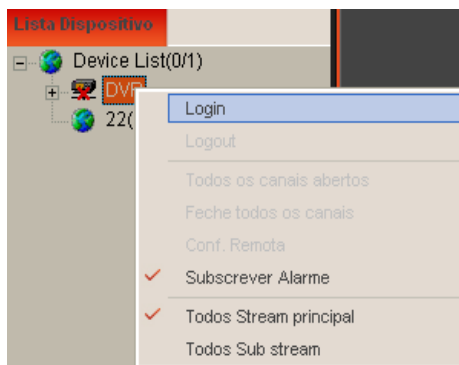 Lista Dispositivo
Device List(0/1)
DVR
22(
Login
Logout
Todos os canais abertos
Feche todos os canais
Conf. Remota
Subscrever Alarme
Todos Stream principal
Todos Sub stream